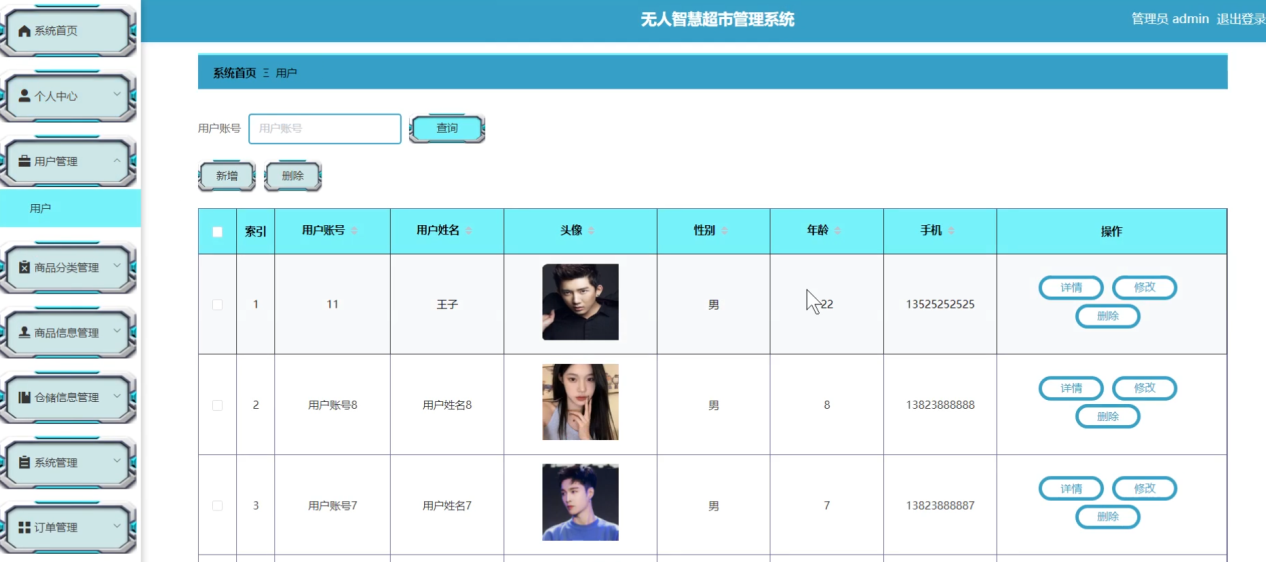 无人智慧超市管理系统
管理员 admin 退出登录
系统首页
个人中心
用户管理
用户
商品分类管理
商品信息管理
仓储信息管理
系统管理
订单管理
系统首页 Ξ 用户
用户账号 用户账号 查询
新增 删除
索引 用户账号 用户姓名 头像 性别 年龄 手机 操作
1 11 王子 男 22 13525252525 详情 修改
删除
2 用户账号8 用户姓名8 男 8 13823888888 详情 修改
删除
3 用户账号7 用户姓名7 男 7 13823888887 详情 修改
删除